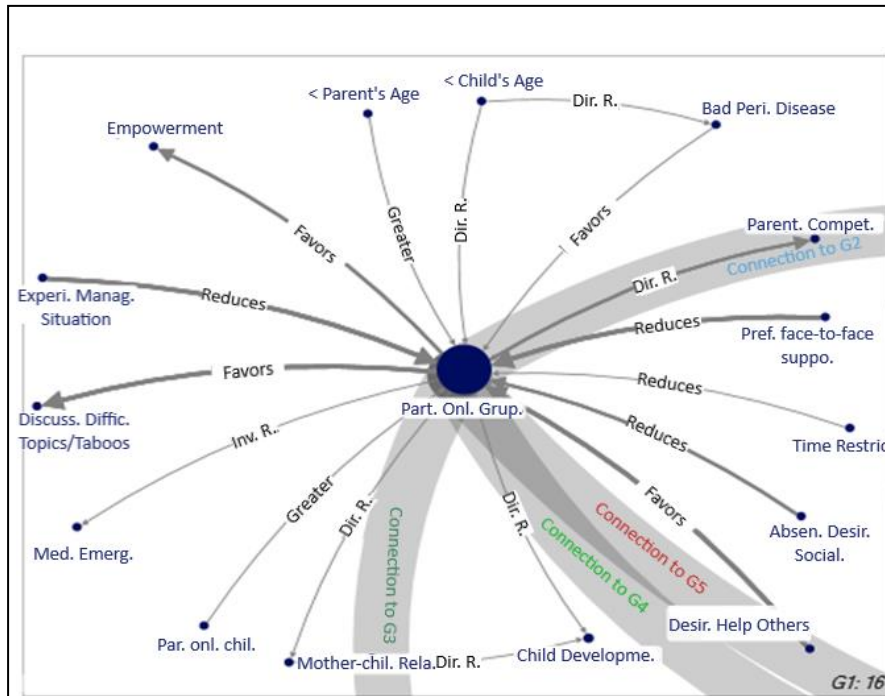 < Parent's Age
< Child's Age
Dir. R.
Bad Peri. Disease
Empowerment
Favors
Greater
Dir. R.
Favors
Parent. Compet.
Connection to G2
Dir. R.
Experi. Manag.
Situation
Reduces
Reduces
Pref. face-to-face
suppo.
Favors
Reduces
Discuss. Diffic.
Topics/Taboos
Part. Onl. Grup.
Reduces
Time Restric
Inv. R.
Favors
Absen. Desir.
Social.
Med. Emerg.
Greater
Dir. R.
Dir. R.
Connection to G3
Connection to G4
Connection to G5
Desir. Help Others
Par. onl. chil.
Mother-chil. Rela.
Dir. R.
Child Developme.
G1: 16